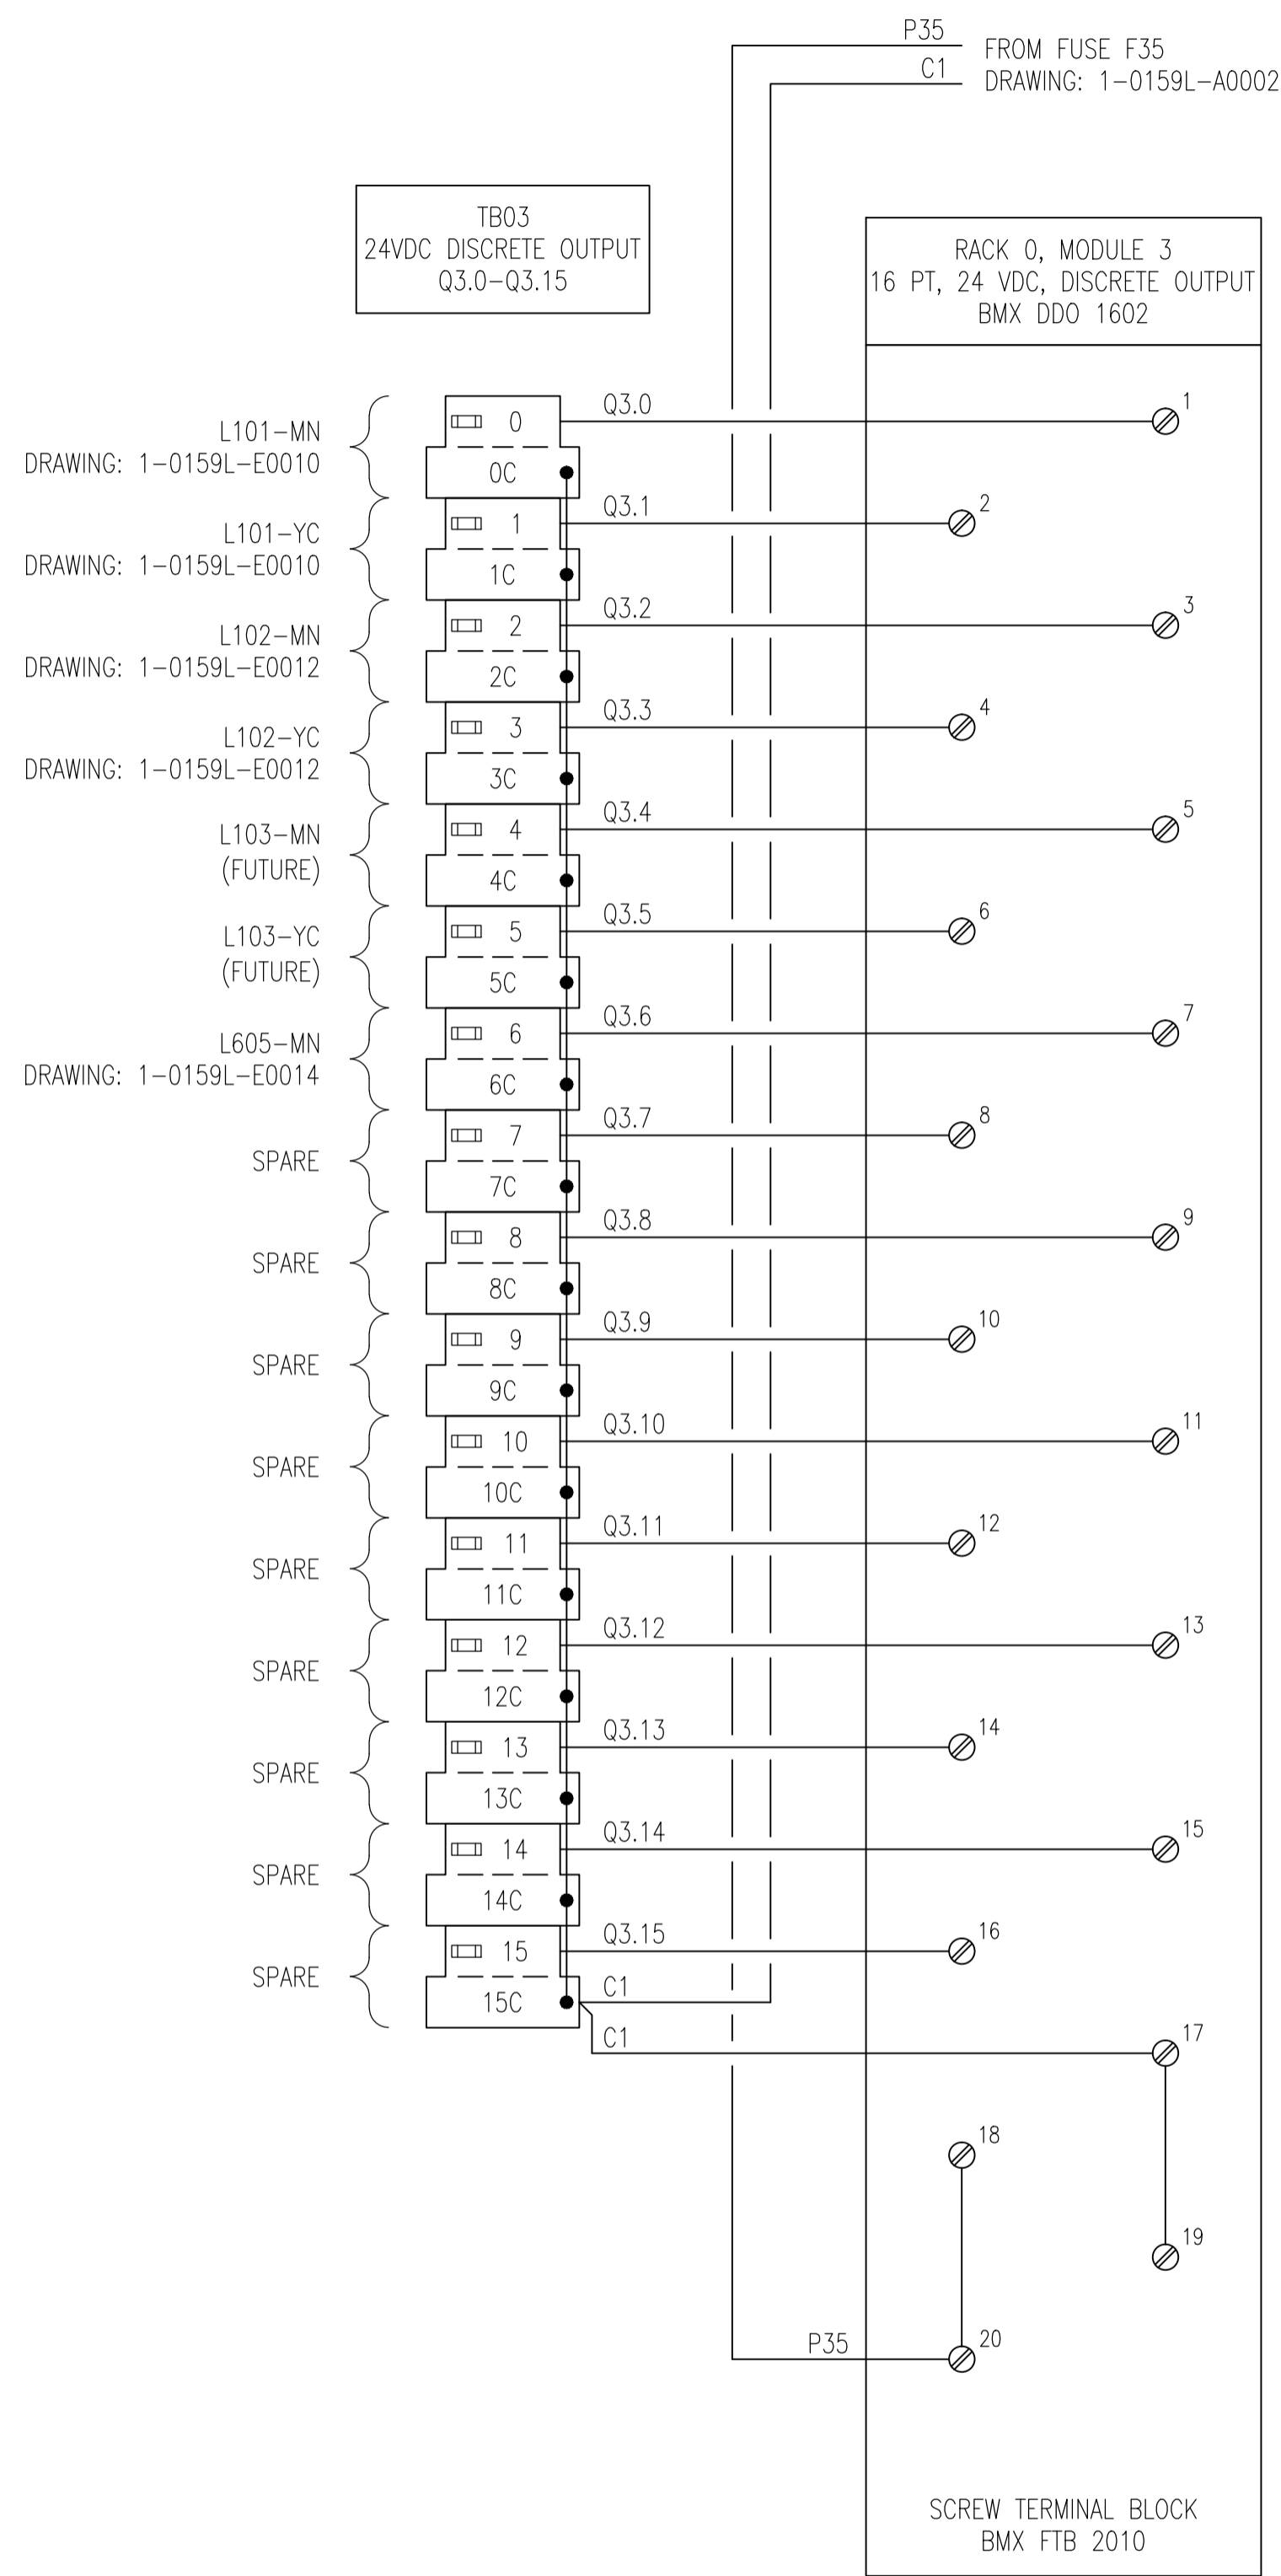 P35
FROM FUSE F35
C1
DRAWING: 1-0159L-A0002
TB03
24VDC DISCRETE OUTPUT
Q3.0-Q3.15
RACK 0, MODULE 3
16 PT, 24 VDC, DISCRETE OUTPUT
BMX DDO 1602
L101-MN
DRAWING: 1-0159L-E0010
0
0C
Q3.0
1
L101-YC
DRAWING: 1-0159L-E0010
1
1C
Q3.1
2
L102-MN
DRAWING: 1-0159L-E0012
2
2C
Q3.2
3
L102-YC
DRAWING: 1-0159L-E0012
3
3C
Q3.3
4
L103-MN
(FUTURE)
4
4C
Q3.4
5
L103-YC
(FUTURE)
5
5C
Q3.5
6
L605-MN
DRAWING: 1-0159L-E0014
6
6C
Q3.6
7
SPARE
7
7C
Q3.7
8
SPARE
8
8C
Q3.8
9
SPARE
9
9C
Q3.9
10
SPARE
10
10C
Q3.10
11
SPARE
11
11C
Q3.11
12
SPARE
12
12C
Q3.12
13
SPARE
13
13C
Q3.13
14
SPARE
14
14C
Q3.14
15
SPARE
15
15C
Q3.15
16
C1
C1
17
18
19
P35
20
SCREW TERMINAL BLOCK
BMX FTB 2010